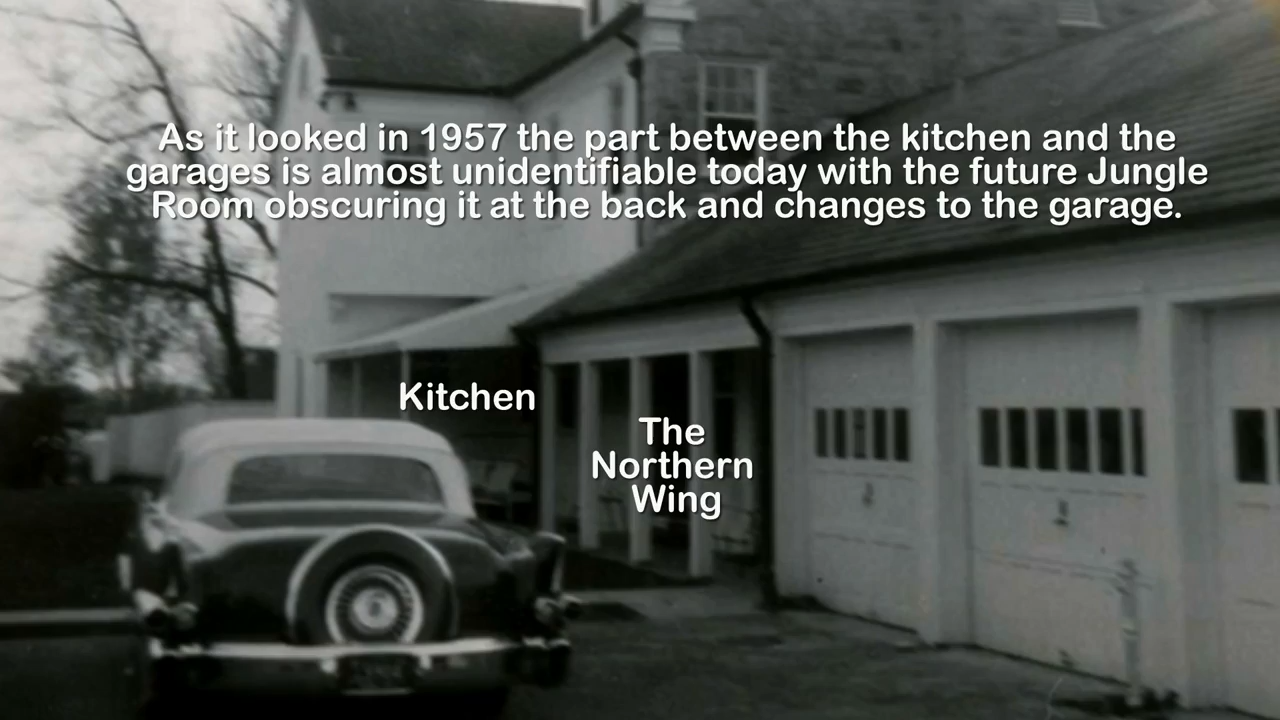 As it looked in 1957 the part between the kitchen and the
garages is almost unidentifiable today with the future Jungle
Room obscuring it at the back and changes to the garage.
Kitchen
The
Northern
Wing